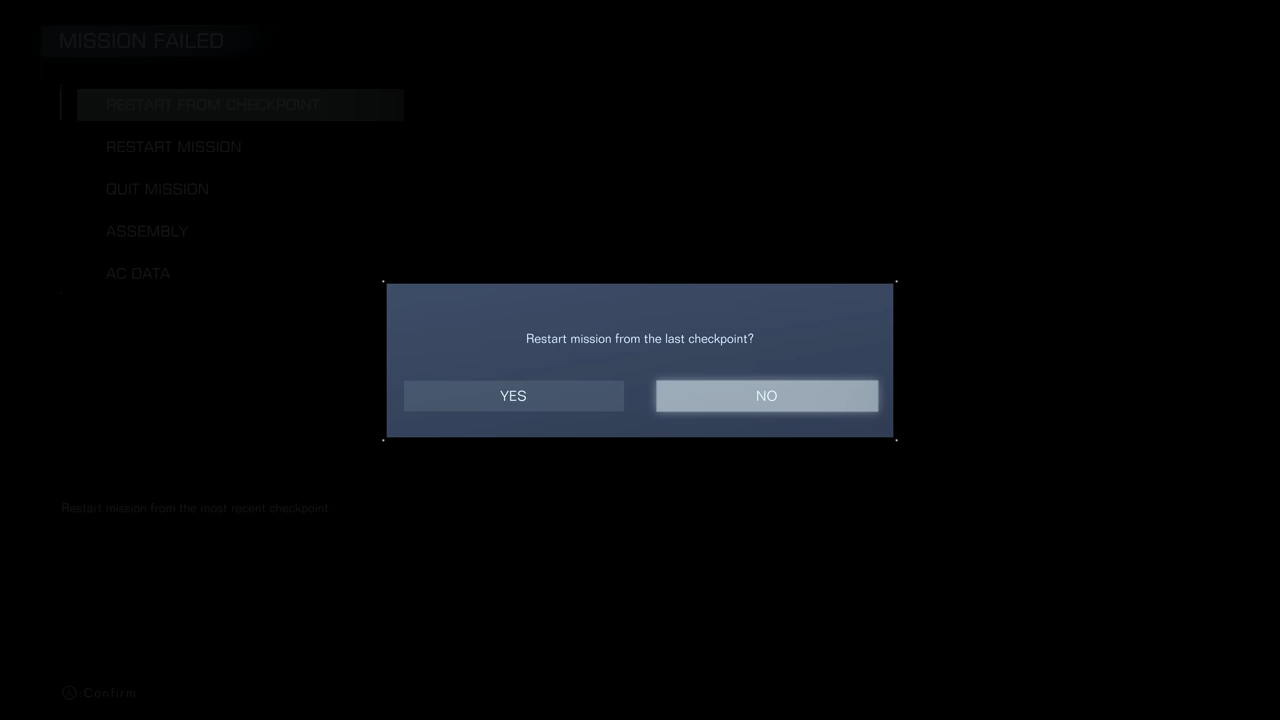 MISSION FAILED
RESTART FROM CHECKPOINT
RESTART MISSION
QUIT MISSION
ASSEMBLY
AC DATA
Restart mission from the last checkpoint?
YES
NO
Restart mission from the most recent checkpoint
A:Confirm